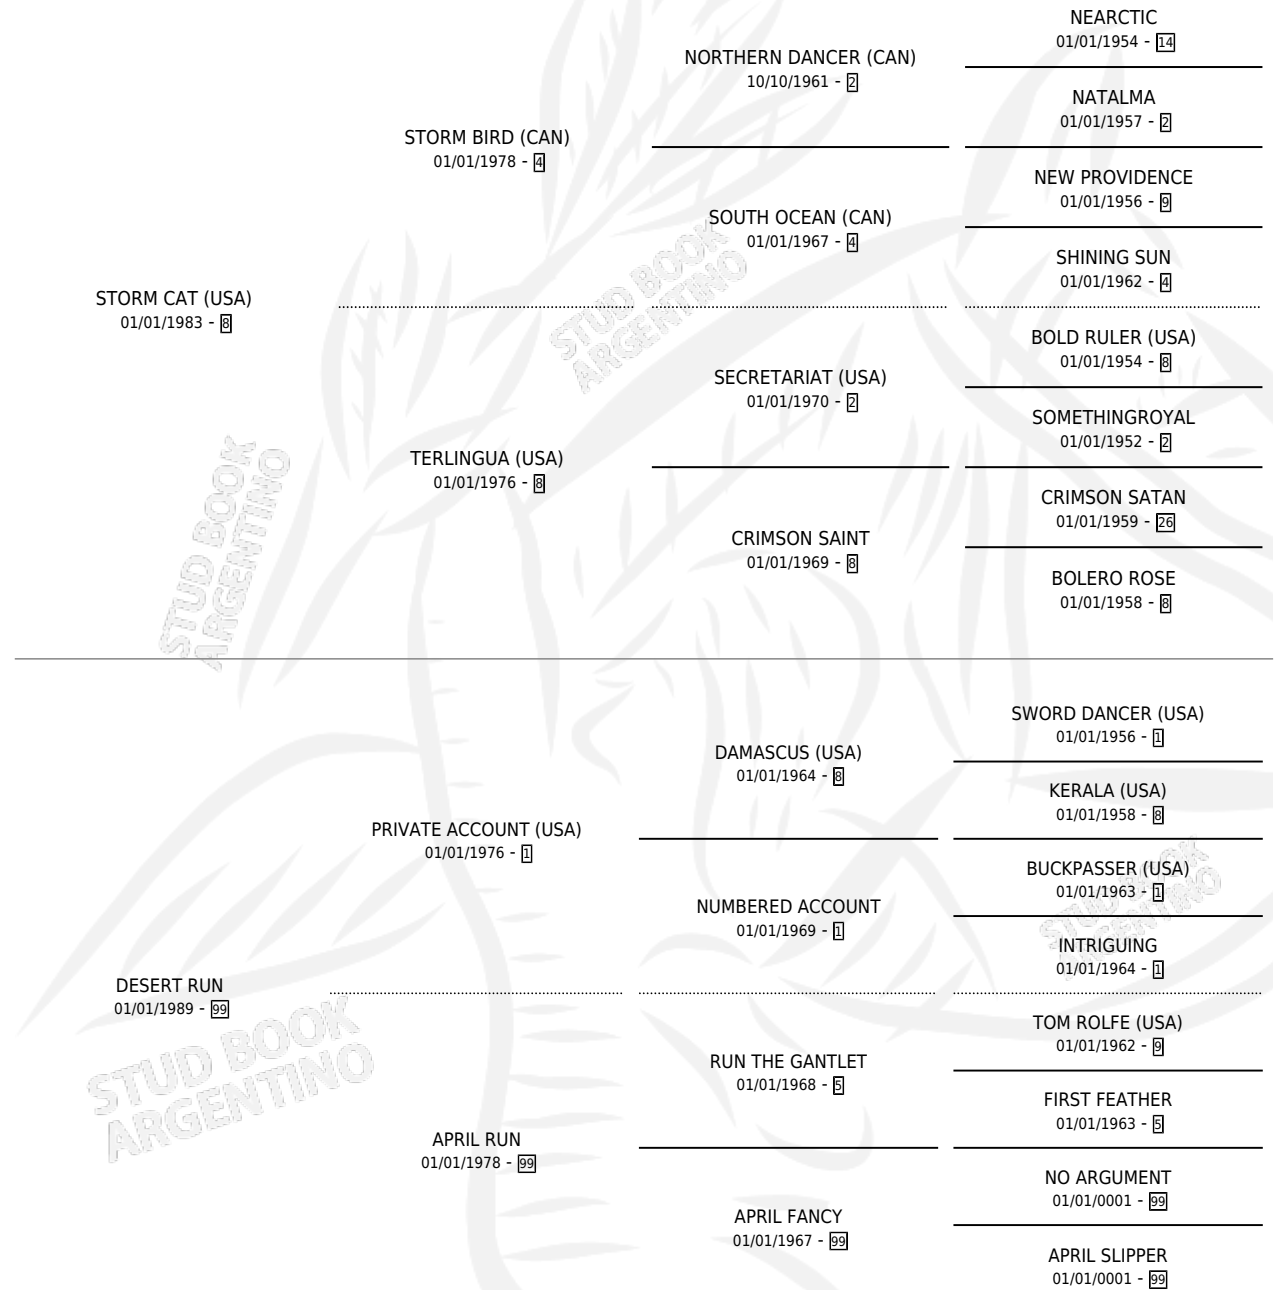 NEARCTIC
01/01/1954 - 14
NORTHERN DANCER (CAN)
10/10/1961 - 2
NATALMA
01/01/1957 - 2
STORM BIRD (CAN)
01/01/1978 - 4
NEW PROVIDENCE
01/01/1956 - 9
SOUTH OCEAN (CAN)
01/01/1967 - 4
SHINING SUN
01/01/1962 - 4
STORM CAT (USA)
01/01/1983 - 8
STUD BOOK
ARGENTINO
BOLD RULER (USA)
01/01/1954 - 8
SECRETARIAT (USA)
01/01/1970 - 2
SOMETHINGROYAL
01/01/1952 - 2
TERLINGUA (USA)
01/01/1976 - 8
CRIMSON SATAN
01/01/1959 - 26
CRIMSON SAINT
01/01/1969 - 8
BOLERO ROSE
01/01/1958 - 8
STUD BOOK
ARGENTINO
SWORD DANCER (USA)
01/01/1956 - 1
DAMASCUS (USA)
01/01/1964 - 8
KERALA (USA)
01/01/1958 - 8
PRIVATE ACCOUNT (USA)
01/01/1976 - 1
BUCKPASSER (USA)
01/01/1963 - 1
NUMBERED ACCOUNT
01/01/1969 - 1
INTRIGUING
01/01/1964 - 1
STUD BOOK
ARGENTINO
DESERT RUN
01/01/1989 - 99
TOM ROLFE (USA)
01/01/1962 - 9
RUN THE GANTLET
01/01/1968 - 5
FIRST FEATHER
01/01/1963 - 5
STUD BOOK
ARGENTINO
APRIL RUN
01/01/1978 - 99
NO ARGUMENT
01/01/0001 - 99
APRIL FANCY
01/01/1967 - 99
APRIL SLIPPER
01/01/0001 - 99